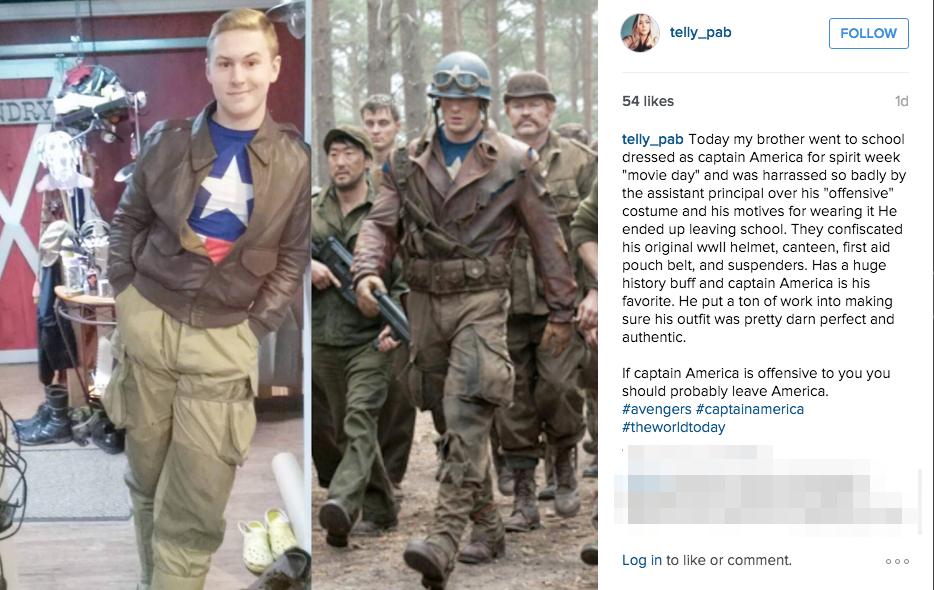 NDRY
telly_pab
FOLLOW
54 likes
1d
telly_pab Today my brother went to school
dressed as captain America for spirit week
"movie day" and was harrassed so badly by
the assistant principal over his "offensive"
costume and his motives for wearing it He
ended up leaving school. They confiscated
his original wwll helmet, canteen, first aid
pouch belt, and suspenders. Has a huge
history buff and captain America is his
favorite. He put a ton of work into making
sure his outfit was pretty darn perfect and
authentic.
If captain America is offensive to you you
should probably leave America.
#avengers #captainamerica
#theworldtoday
Log in to like or comment.